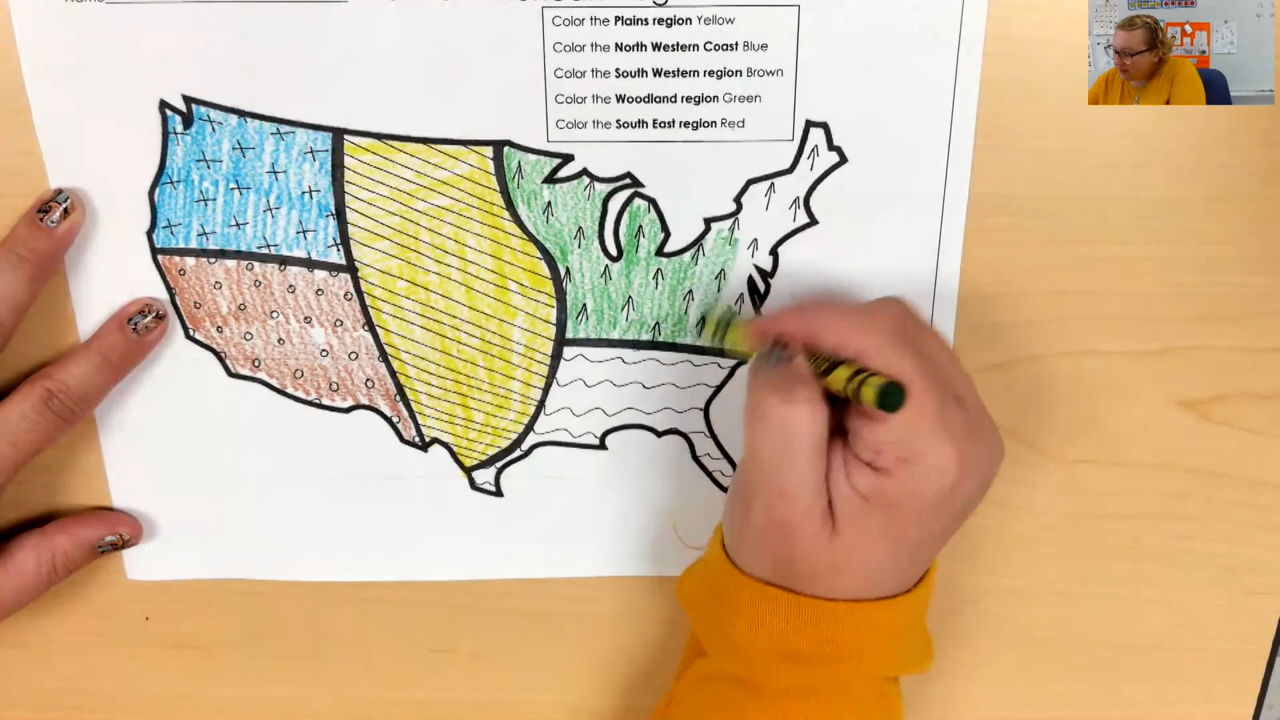 Name
Color the Plains region Yellow
Color the North Western Coast Blue
Color the South Western region Brown
Color the Woodland region Green
Color the South East region Red